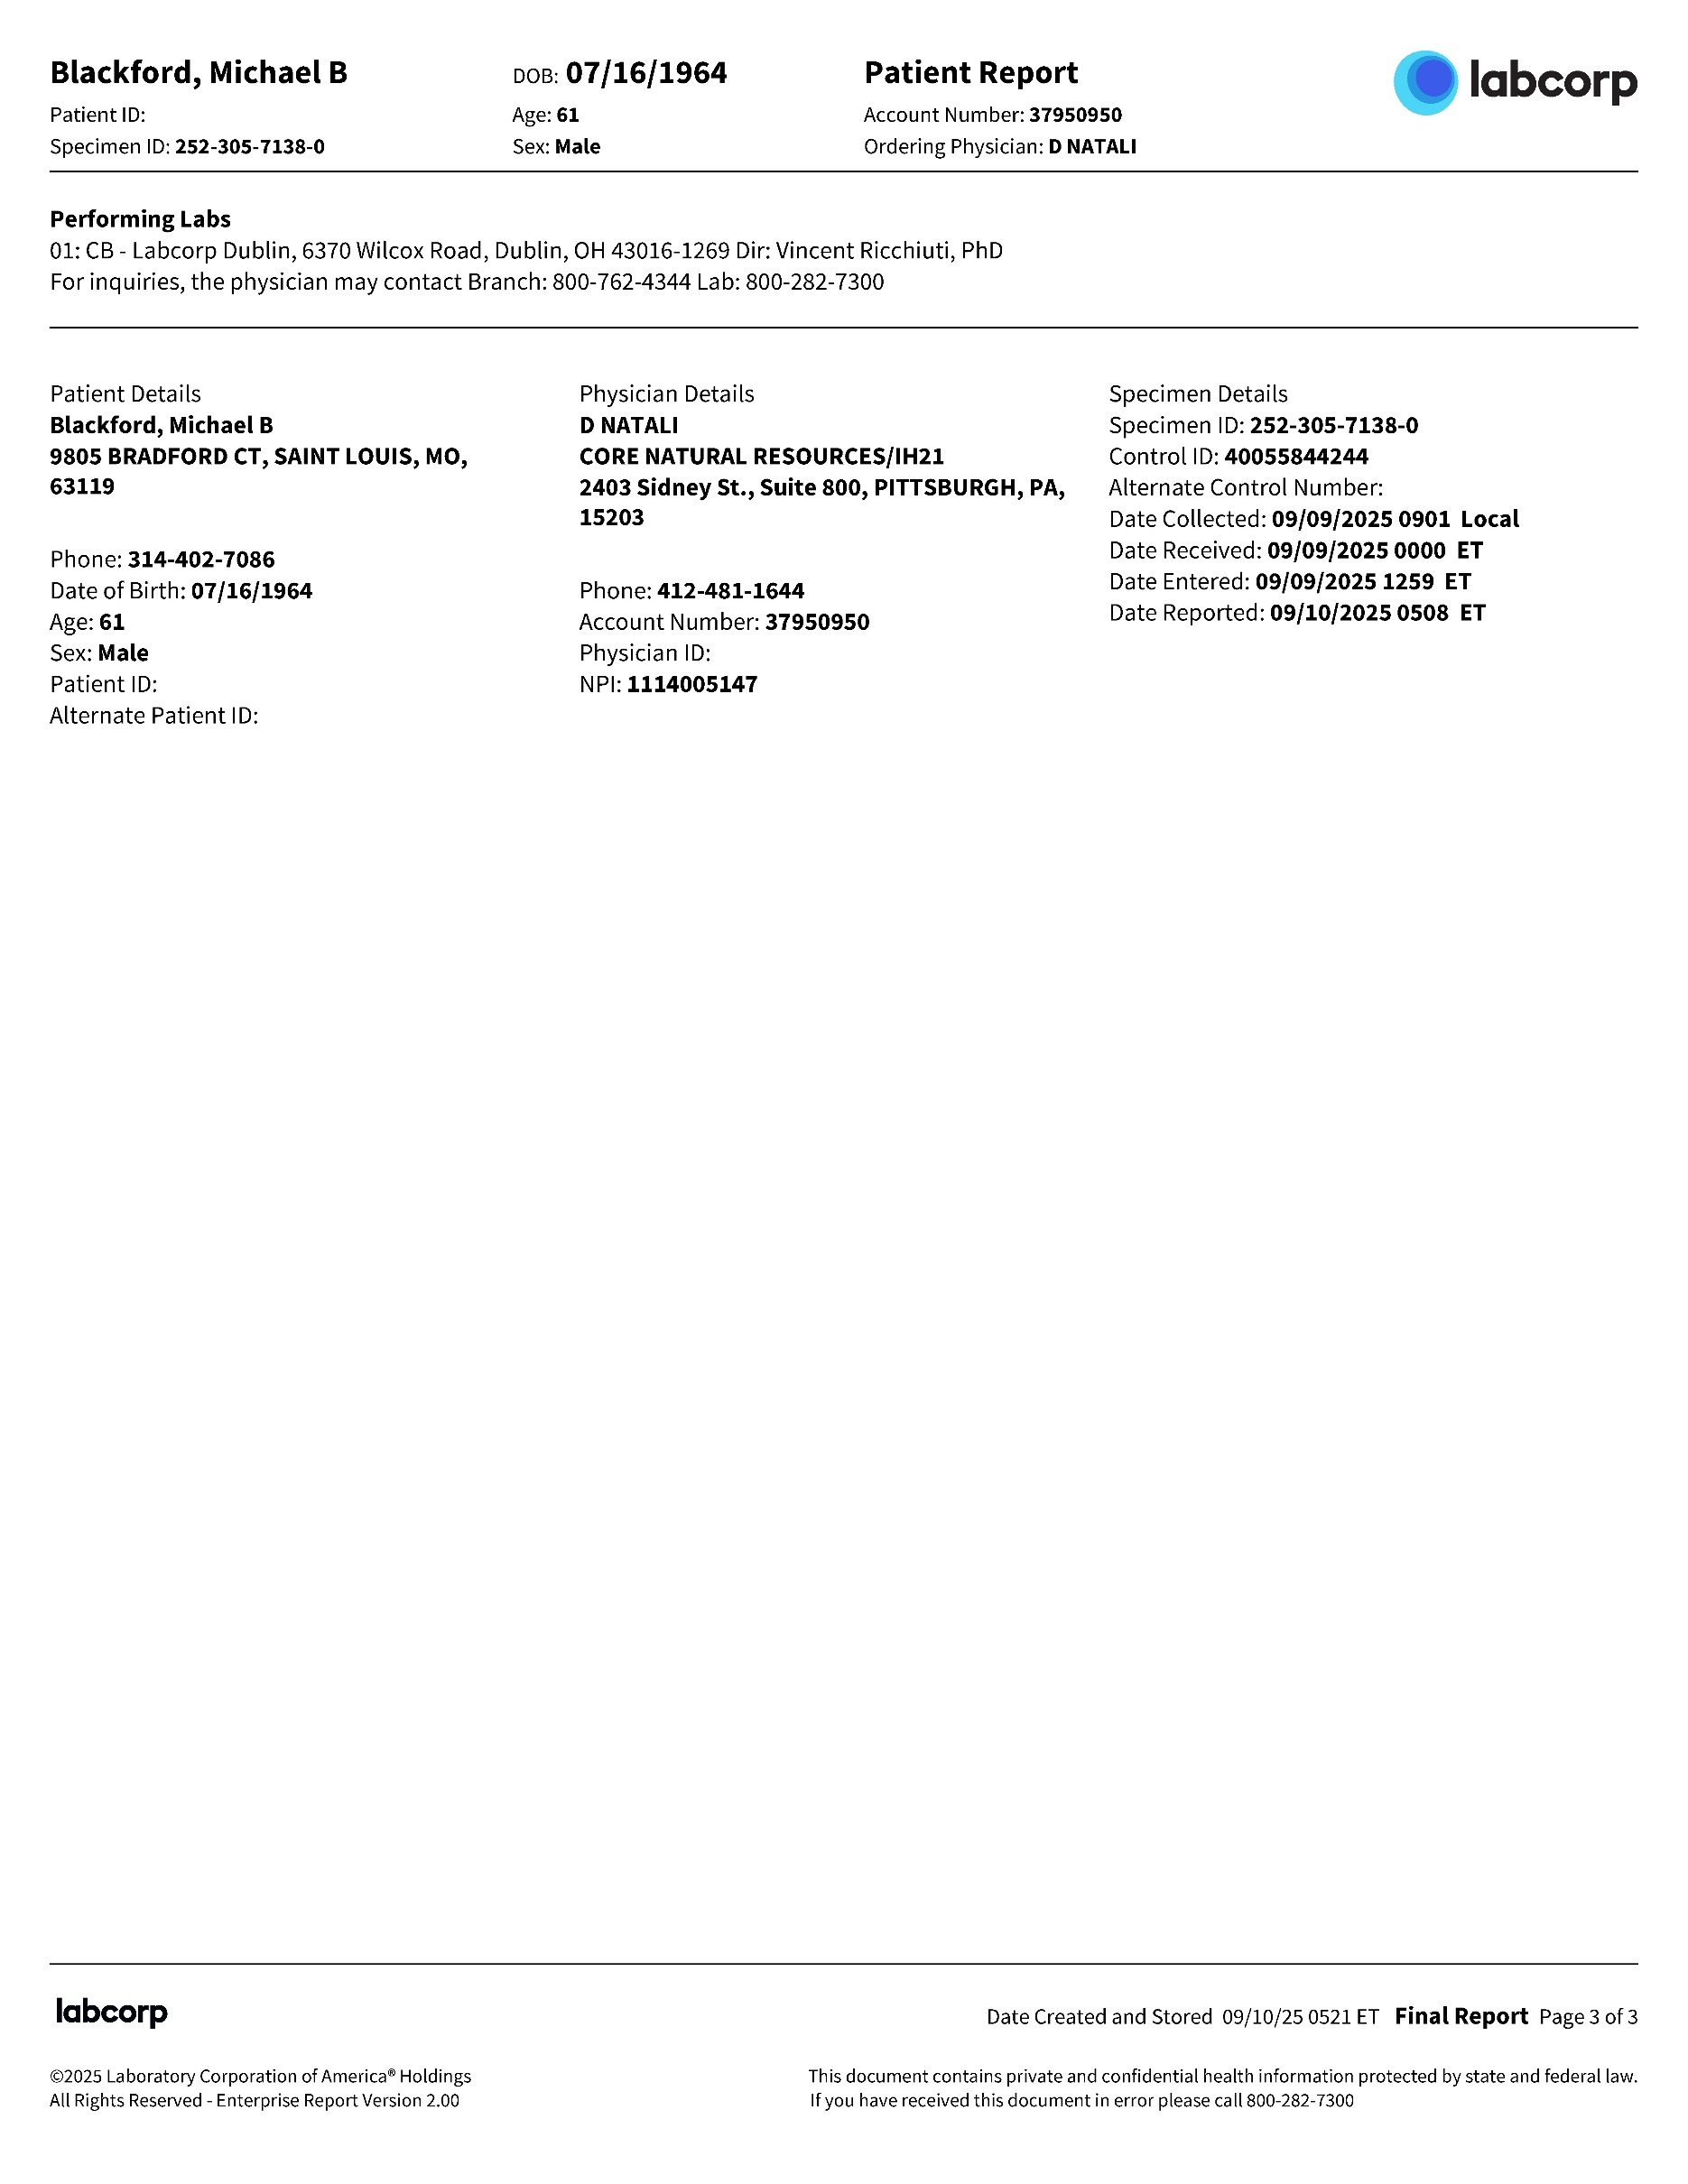 Blackford, Michael B
DOB: 07/16/1964
Patient Report
labcorp
Patient ID:
Age: 61
Account Number: 37950950
Specimen ID: 252-305-7138-0
Sex: Male
Ordering Physician: D NATALI
Performing Labs
01: CB - Labcorp Dublin, 6370 Wilcox Road, Dublin, OH 43016-1269 Dir: Vincent Ricchiuti, PhD
For inquiries, the physician may contact Branch: 800-762-4344 Lab: 800-282-7300
Patient Details
Blackford, Michael B
9805 BRADFORD CT, SAINT LOUIS, MO,
63119
Phone: 314-402-7086
Date of Birth: 07/16/1964
Age: 61
Sex: Male
Patient ID:
Alternate Patient ID:
Physician Details
D NATALI
CORE NATURAL RESOURCES/IH21
2403 Sidney St., Suite 800, PITTSBURGH, PA,
15203
Phone: 412-481-1644
Account Number: 37950950
Physician ID:
NPI: 1114005147
Specimen Details
Specimen ID: 252-305-7138-0
Control ID: 40055844244
Alternate Control Number:
Date Collected: 09/09/2025 0901 Local
Date Received: 09/09/2025 0000 ET
Date Entered: 09/09/2025 1259 ET
Date Reported: 09/10/2025 0508 ET
labcorp
Date Created and Stored 09/10/25 0521 ET Final Report Page 3 of 3
©2025 Laboratory Corporation of America® Holdings
All Rights Reserved - Enterprise Report Version 2.00
This document contains private and confidential health information protected by state and federal law.
If you have received this document in error please call 800-282-7300